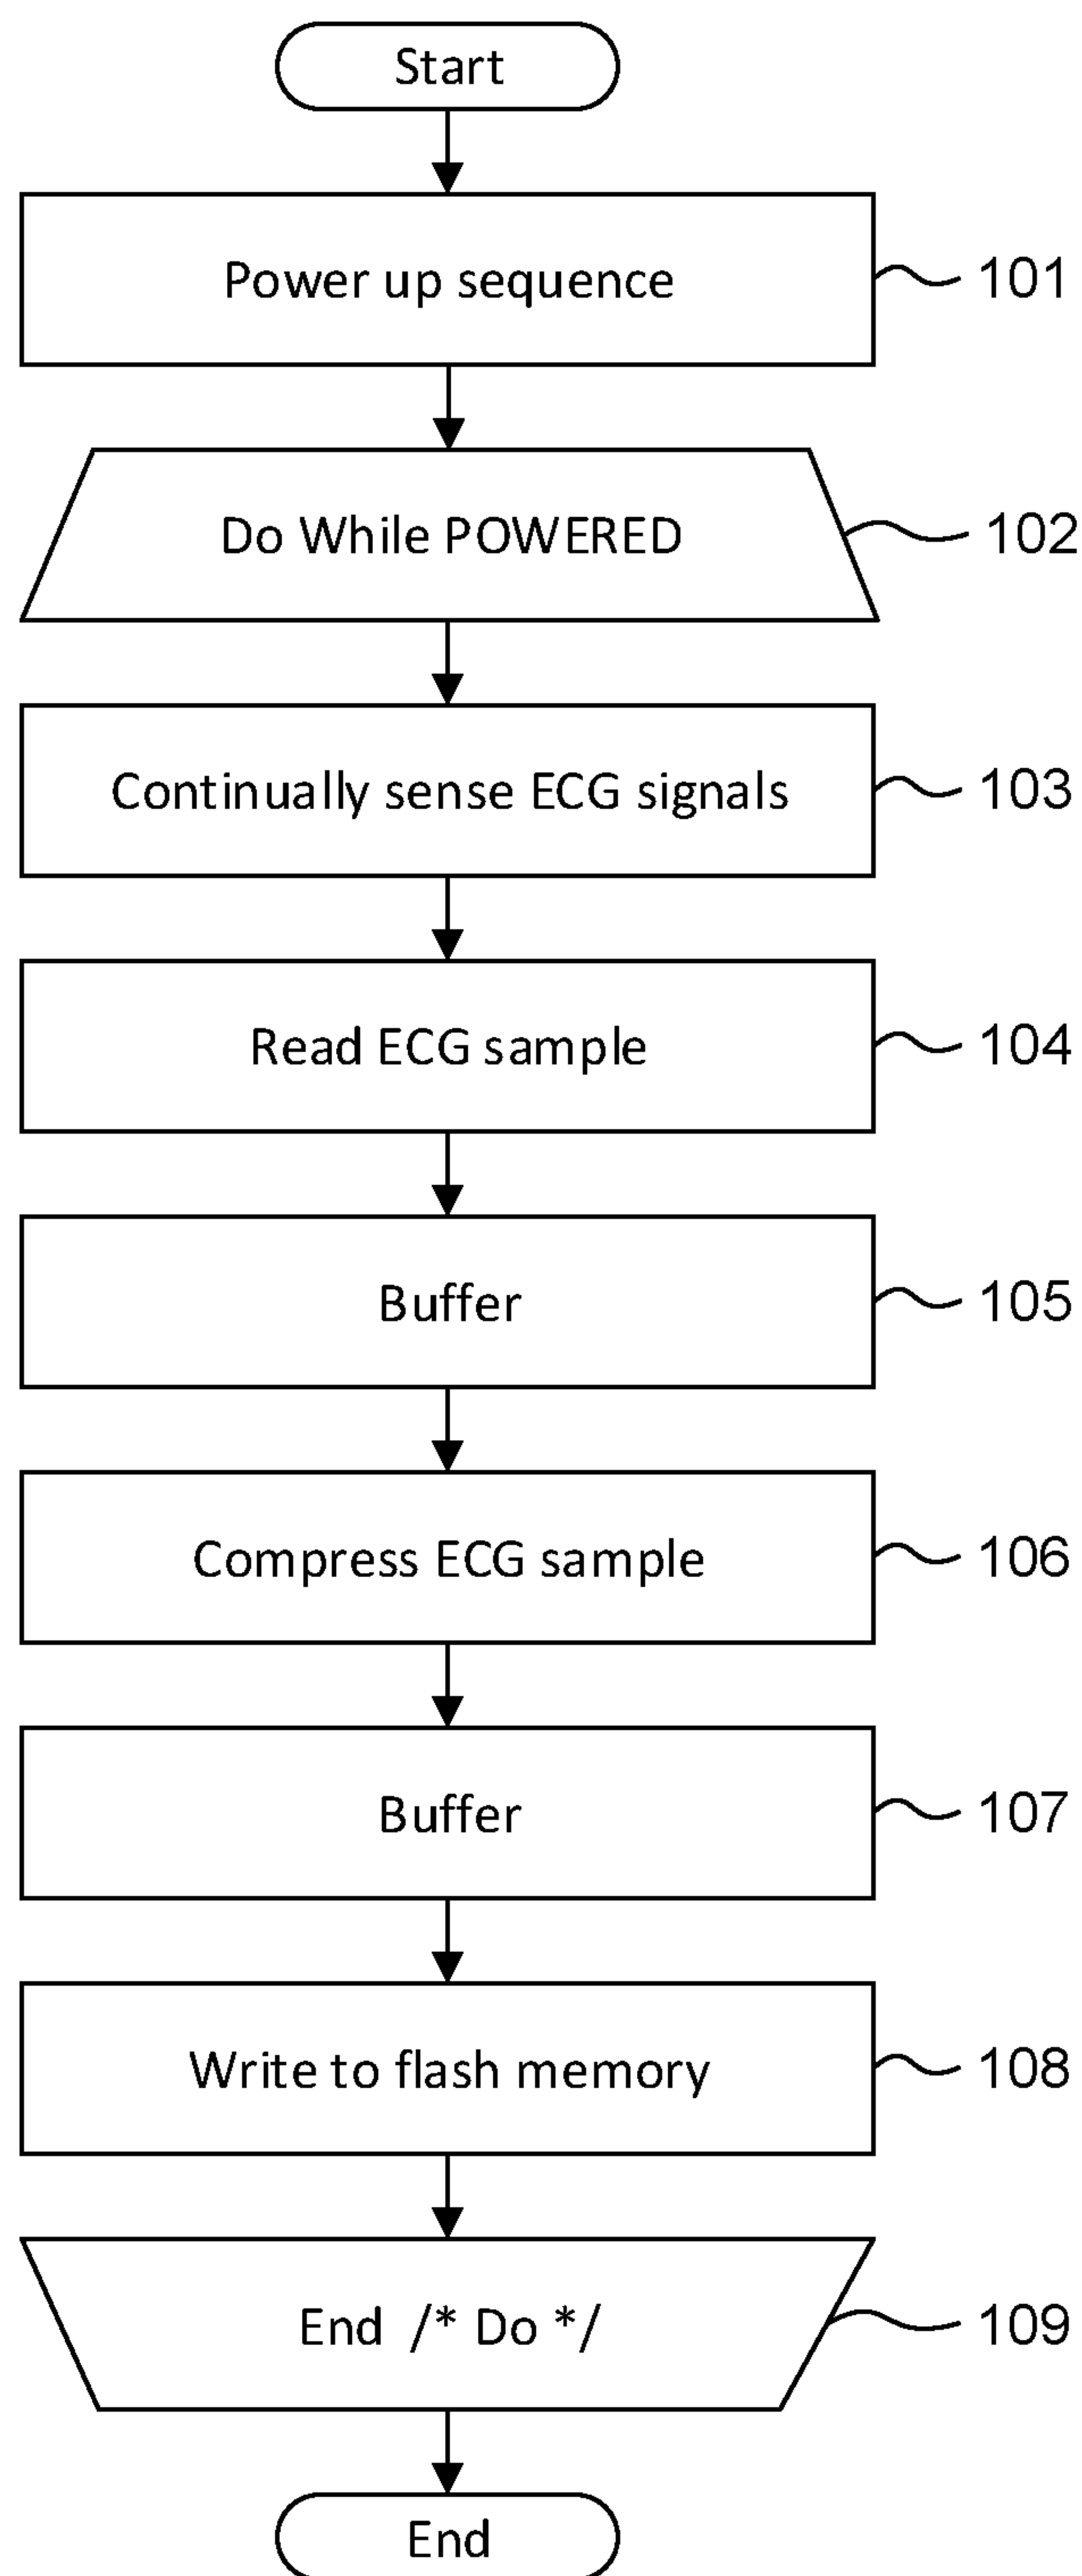 Start
Power up sequence 101
Do While POWERED 102
Continually sense ECG signals 103
Read ECG sample 104
Buffer 105
Compress ECG sample 106
Buffer 107
Write to flash memory 108
End /* Do */ 109
End